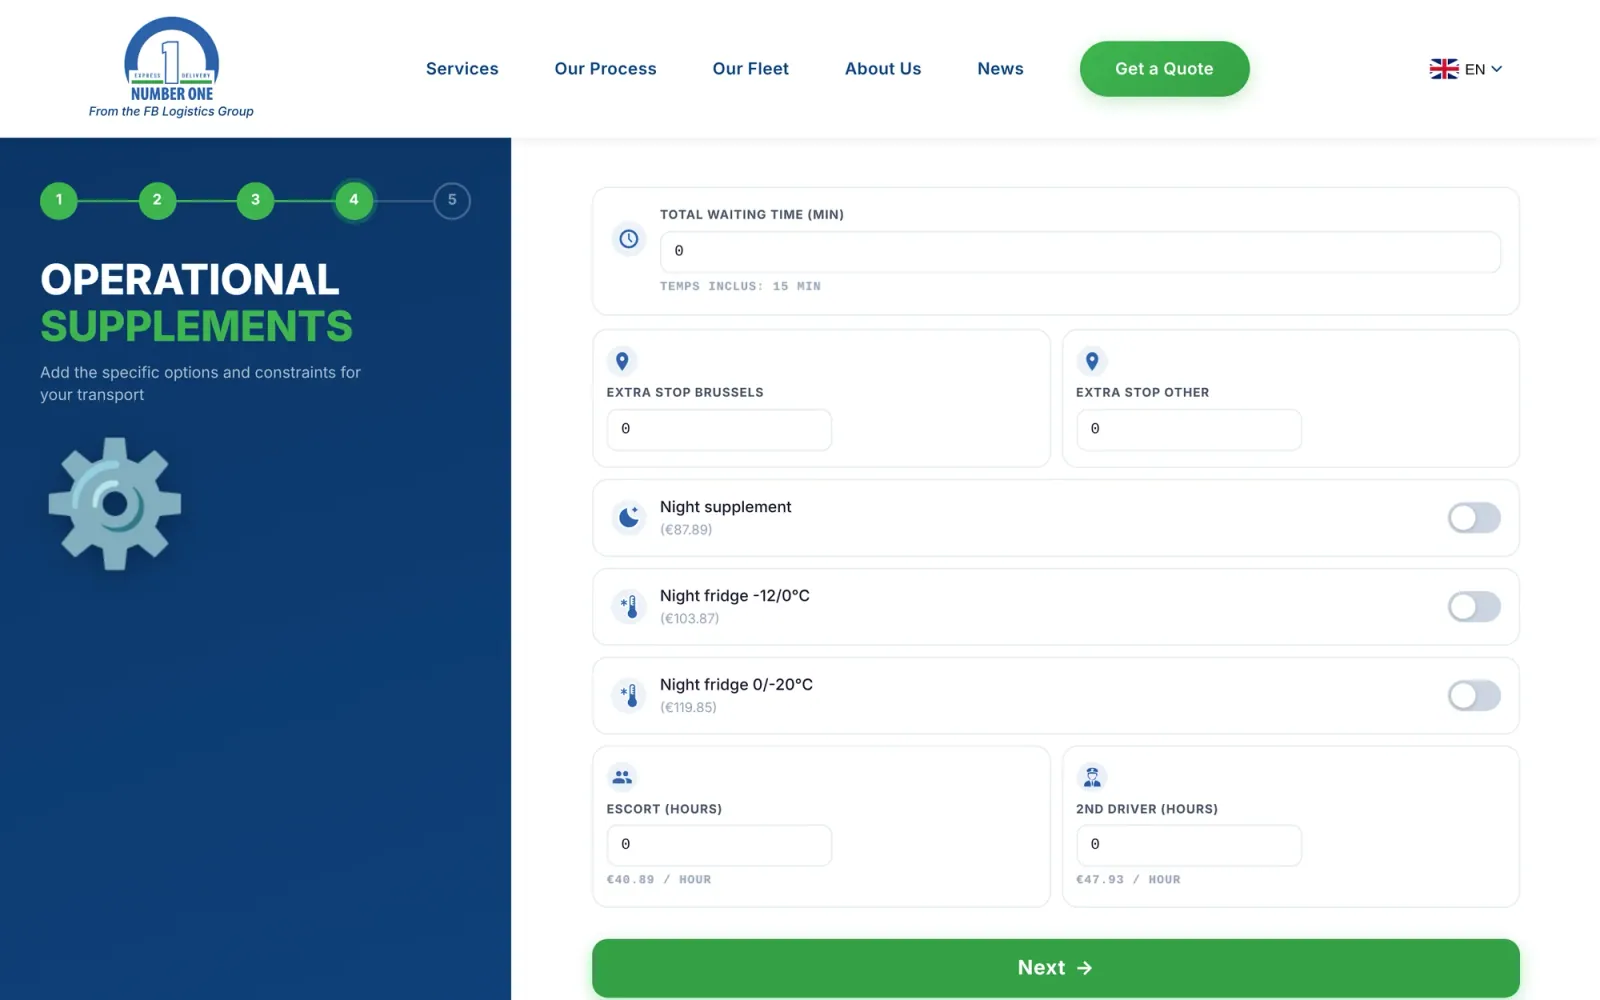 EXPRESS 1 DELIVERY
NUMBER ONE
From the FB Logistics Group
Services
Our Process
Our Fleet
About Us
News
Get a Quote
EN
1
2
3
4
5
OPERATIONAL
SUPPLEMENTS
Add the specific options and constraints for
your transport
TOTAL WAITING TIME (MIN)
0
TEMPS INCLUS: 15 MIN
EXTRA STOP BRUSSELS
0
EXTRA STOP OTHER
0
Night supplement
(€87.89)
Night fridge -12/0°C
(€103.87)
Night fridge 0/-20°C
(€119.85)
ESCORT (HOURS)
0
€40.89 / HOUR
2ND DRIVER (HOURS)
0
€47.93 / HOUR
Next →